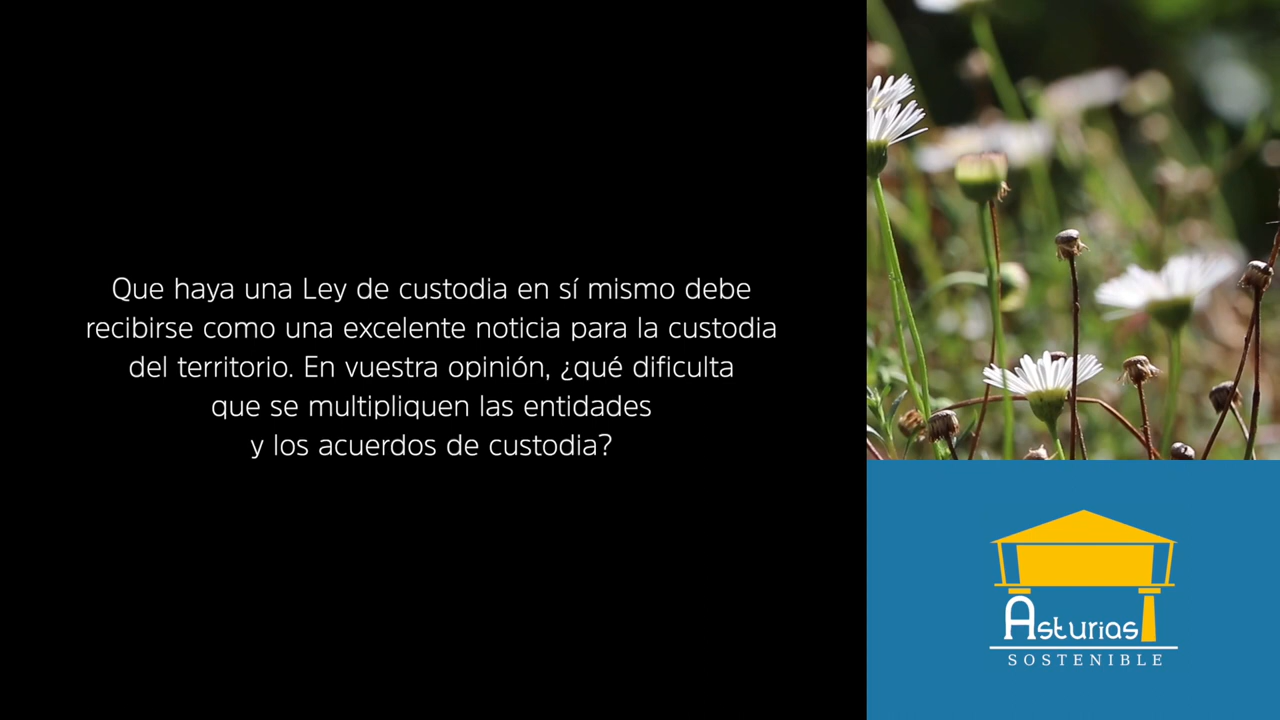 Que haya una Ley de custodia en sí mismo debe
recibirse como una excelente noticia para la custodia
del territorio. En vuestra opinión, ¿qué dificulta
que se multipliquen las entidades
y los acuerdos de custodia?
Asturias
SOSTENIBLE